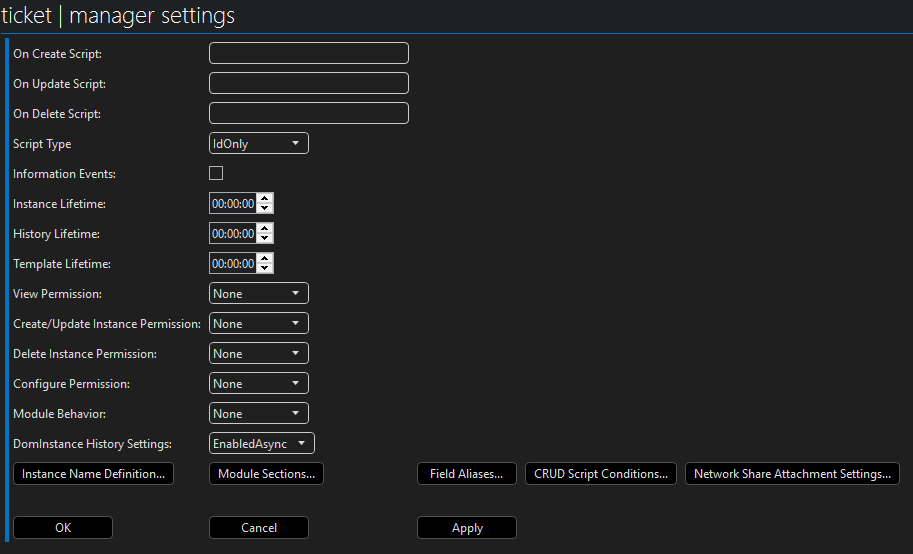 ticket | manager settings
On Create Script:
On Update Script:
On Delete Script:
Script Type IdOnly
Information Events:
Instance Lifetime: 00:00:00
History Lifetime: 00:00:00
Template Lifetime: 00:00:00
View Permission: None
Create/Update Instance Permission: None
Delete Instance Permission: None
Configure Permission: None
Module Behavior: None
DomInstance History Settings: EnabledAsync
Instance Name Definition... Module Sections... Field Aliases... CRUD Script Conditions... Network Share Attachment Settings...
OK Cancel Apply